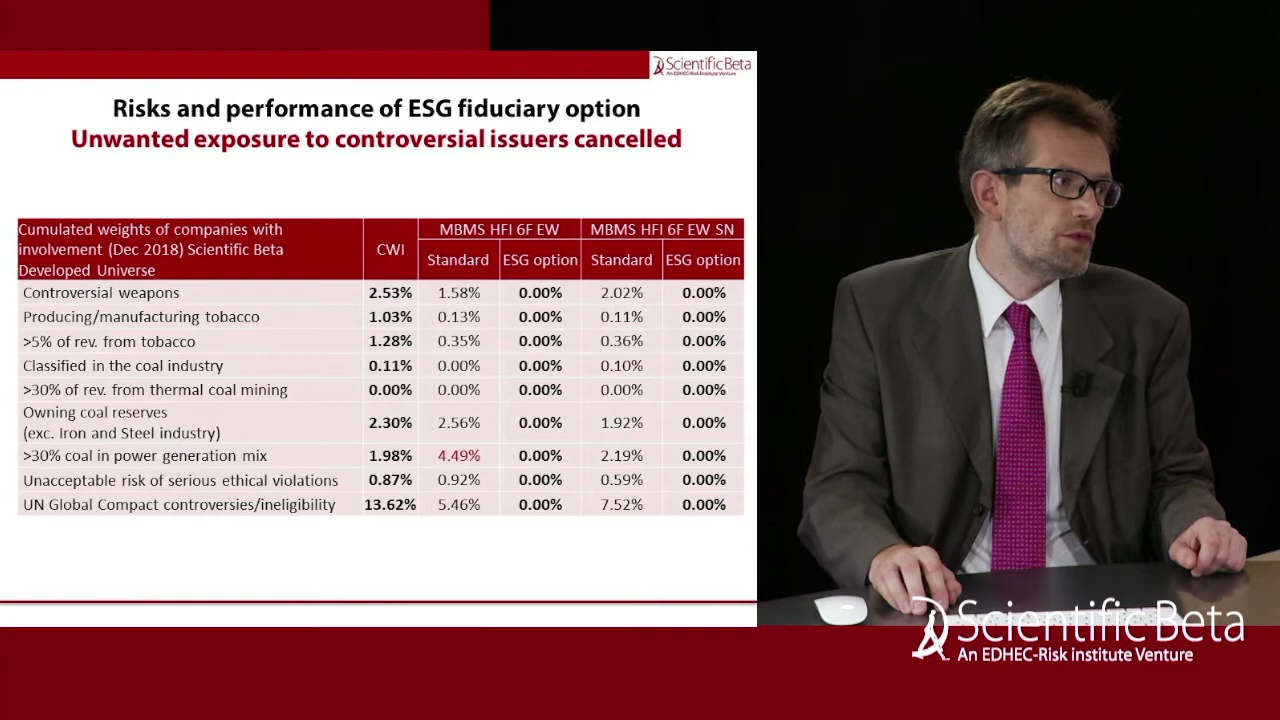 ScientificBeta
An EDHEC-Risk Institute Venture
Risks and performance of ESG fiduciary option
Unwanted exposure to controversial issuers cancelled
Cumulated weights of companies with
involvement (Dec 2018) Scientific Beta
Developed Universe
CWI
MBMS HFI 6F EW
MBMS HFI 6F EW SN
Standard
ESG option
Standard
ESG option
Controversial weapons 2.53% 1.58% 0.00% 2.02% 0.00%
Producing/manufacturing tobacco 1.03% 0.13% 0.00% 0.11% 0.00%
>5% of rev. from tobacco 1.28% 0.35% 0.00% 0.36% 0.00%
Classified in the coal industry 0.11% 0.00% 0.00% 0.10% 0.00%
>30% of rev. from thermal coal mining 0.00% 0.00% 0.00% 0.00% 0.00%
Owning coal reserves
(exc. Iron and Steel industry) 2.30% 2.56% 0.00% 1.92% 0.00%
>30% coal in power generation mix 1.98% 4.49% 0.00% 2.19% 0.00%
Unacceptable risk of serious ethical violations 0.87% 0.92% 0.00% 0.59% 0.00%
UN Global Compact controversies/ineligibility 13.62% 5.46% 0.00% 7.52% 0.00%
Scientific Beta
An EDHEC-Risk institute Venture